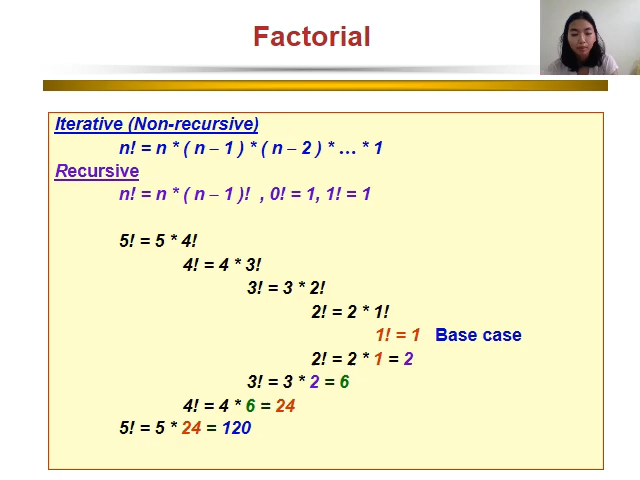 Factorial
Iterative (Non-recursive)
n! = n * ( n – 1 ) * ( n – 2 ) * … * 1
Recursive
n! = n * ( n – 1 )!  , 0! = 1, 1! = 1
5! = 5 * 4!
4! = 4 * 3!
3! = 3 * 2!
2! = 2 * 1!
1! = 1   Base case
2! = 2 * 1 = 2
3! = 3 * 2 = 6
4! = 4 * 6 = 24
5! = 5 * 24 = 120